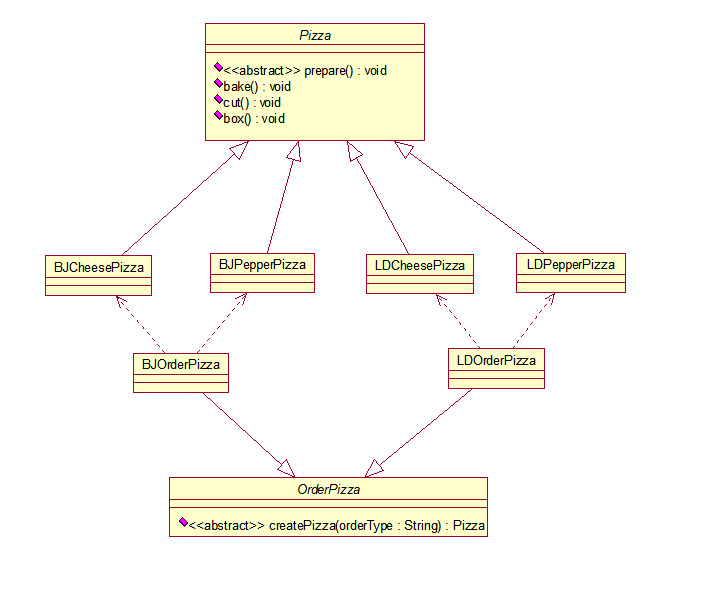 Pizza
<<abstract>> prepare() : void
bake() : void
cut() : void
box() : void
BJCheesePizza
BJPepperPizza
LDCheesePizza
LDPepperPizza
BJOrderPizza
LDOrderPizza
OrderPizza
<<abstract>> createPizza(orderType : String) : Pizza